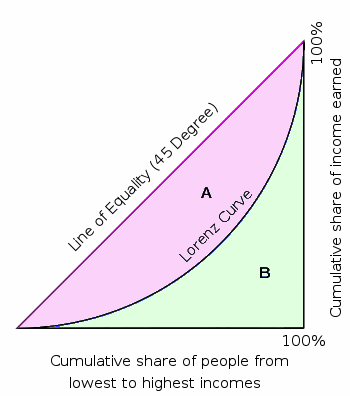 100%
Cumulative share of income earned
Line of Equality (45 Degree)
A
Lorenz Curve
B
100%
Cumulative share of people from
lowest to highest incomes